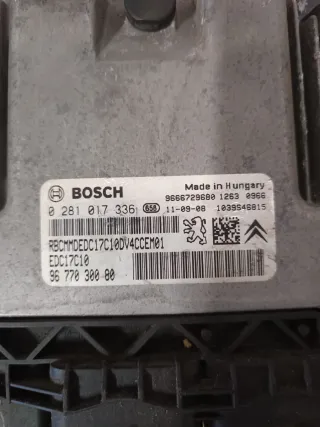 BOSCH
Made in Hungary
9666729680 1263 0966
0 281 017 336 656 11-09-08 1039S46815
RBCMMDEDC17C10DV4CCEM01
EDC17C10
96 770 300 80